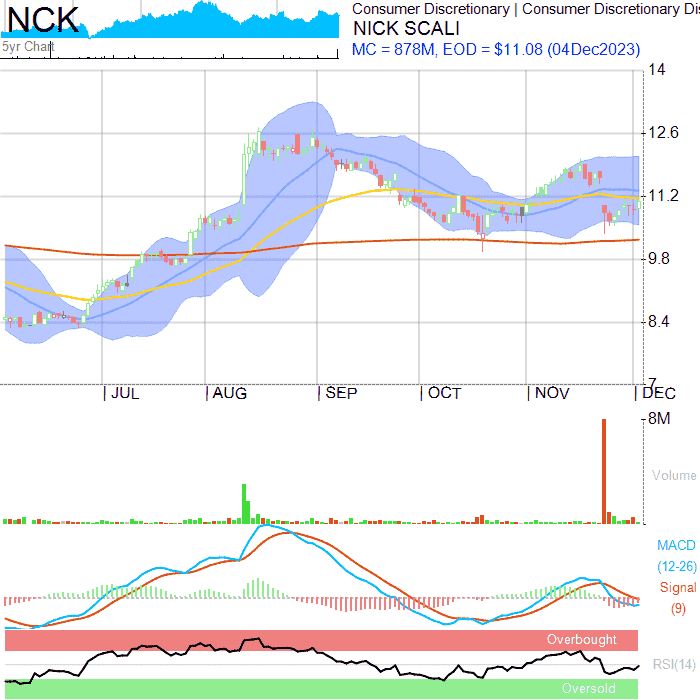 NCK
5yr Chart
Consumer Discretionary | Consumer Discretionary Dis
NICK SCALI
MC = 878M, EOD = $11.08 (04Dec2023)
14
12.6
11.2
9.8
8.4
7
JUL AUG SEP OCT NOV DEC
8M
Volume
MACD
(12-26)
Signal
(9)
Overbought
RSI(14)
Oversold